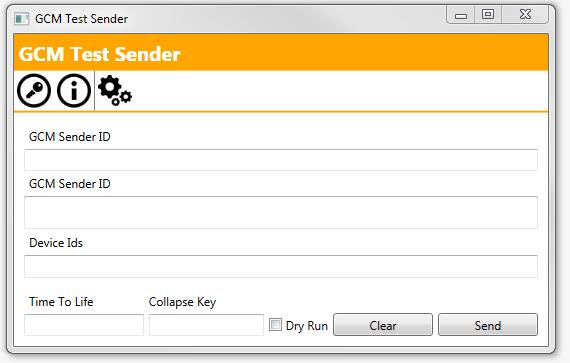 GCM Test Sender
GCM Test Sender
GCM Sender ID
GCM Sender ID
Device Ids
Time To Life Collapse Key
Dry Run Clear Send